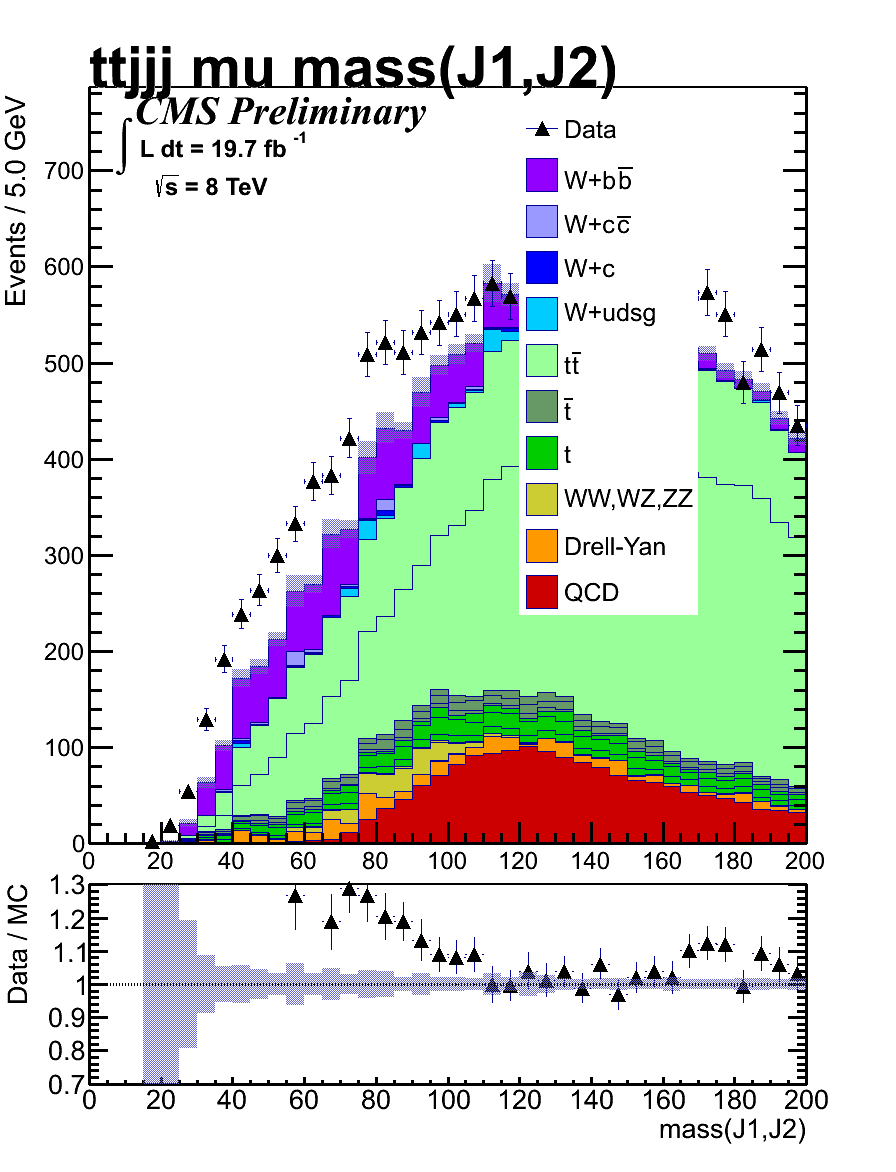 ttjjj mu mass(J1,J2)
CMS Preliminary
∫ L dt = 19.7 fb⁻¹
√s = 8 TeV
Events / 5.0 GeV
700
600
500
400
300
200
100
0
Data
W+bb̅
W+cc̅
W+c
W+udsg
tt̅
t̅
t
WW,WZ,ZZ
Drell-Yan
QCD
0 20 40 60 80 100 120 140 160 180 200
Data / MC
1.3
1.2
1.1
1
0.9
0.8
0.7
0 20 40 60 80 100 120 140 160 180 200
mass(J1,J2)